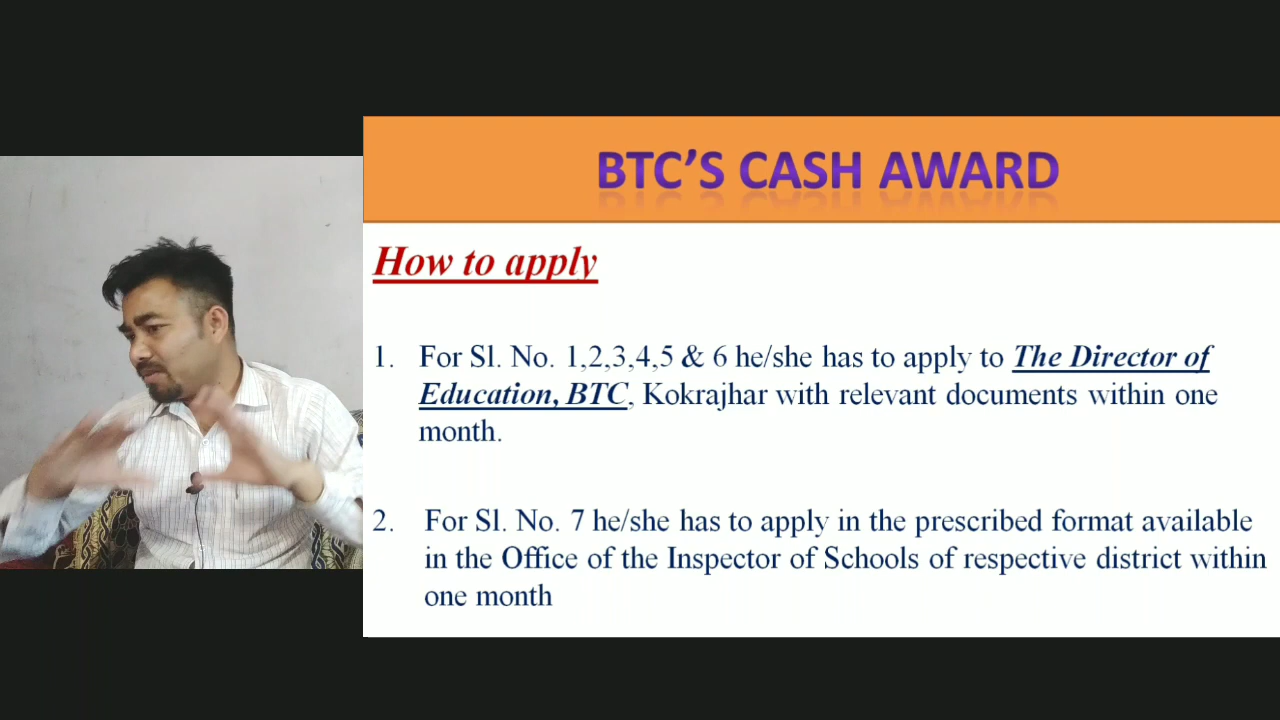 BTC'S CASH AWARD
How to apply
1. For Sl. No. 1,2,3,4,5 & 6 he/she has to apply to The Director of
Education, BTC, Kokrajhar with relevant documents within one
month.
2. For Sl. No. 7 he/she has to apply in the prescribed format available
in the Office of the Inspector of Schools of respective district within
one month